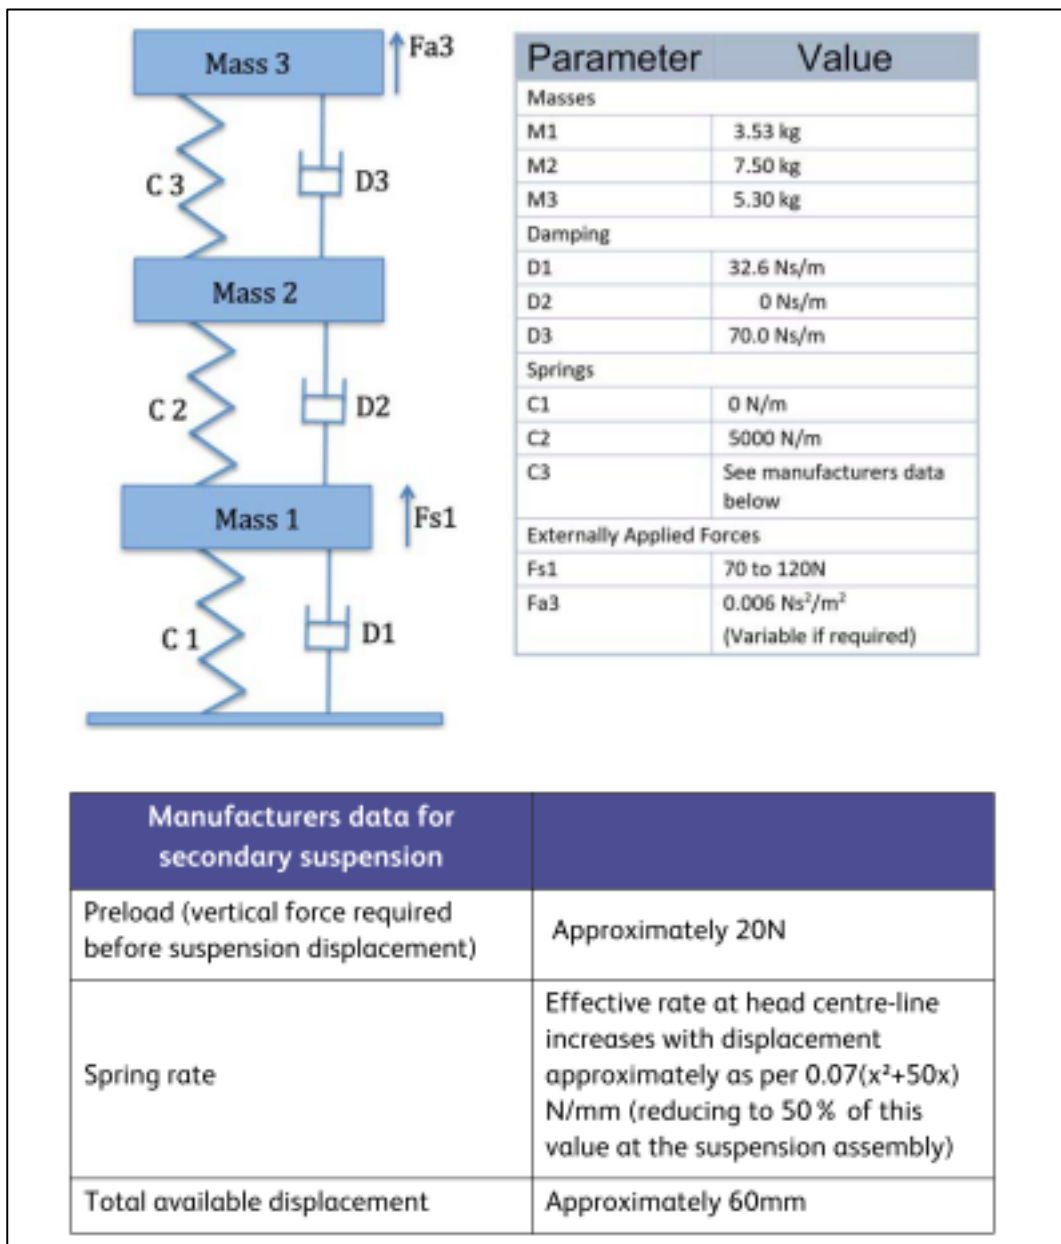 Mass 3
Fa3
C 3
D3
Mass 2
C 2
D2
Mass 1
Fs1
C 1
D1
Parameter Value
Masses
M1 3.53 kg
M2 7.50 kg
M3 5.30 kg
Damping
D1 32.6 Ns/m
D2 0 Ns/m
D3 70.0 Ns/m
Springs
C1 0 N/m
C2 5000 N/m
C3 See manufacturers data
below
Externally Applied Forces
Fs1 70 to 120N
Fa3 0.006 Ns²/m²
(Variable if required)
Manufacturers data for
secondary suspension
Preload (vertical force required
before suspension displacement)
Approximately 20N
Spring rate
Effective rate at head centre-line
increases with displacement
approximately as per 0.07(x²+50x)
N/mm (reducing to 50 % of this
value at the suspension assembly)
Total available displacement Approximately 60mm